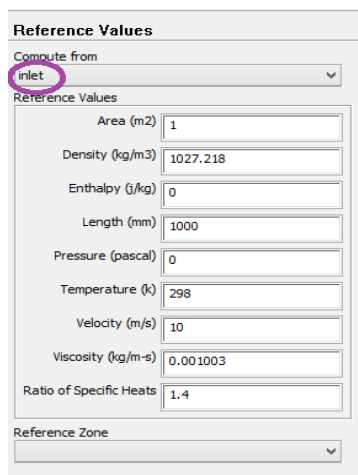 Reference Values
Compute from
inlet
Reference Values
Area (m2) 1
Density (kg/m3) 1027.218
Enthalpy (j/kg) 0
Length (mm) 1000
Pressure (pascal) 0
Temperature (k) 298
Velocity (m/s) 10
Viscosity (kg/m-s) 0.001003
Ratio of Specific Heats 1.4
Reference Zone